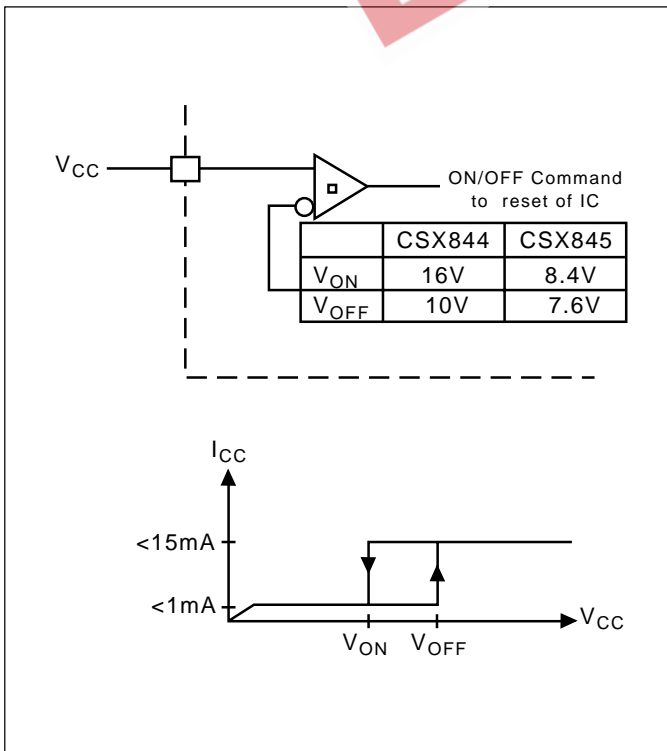 VCC
ON/OFF Command
to reset of IC
CSX844 CSX845
VON 16V 8.4V
VOFF 10V 7.6V
ICC
<15mA
<1mA
VCC
VON VOFF